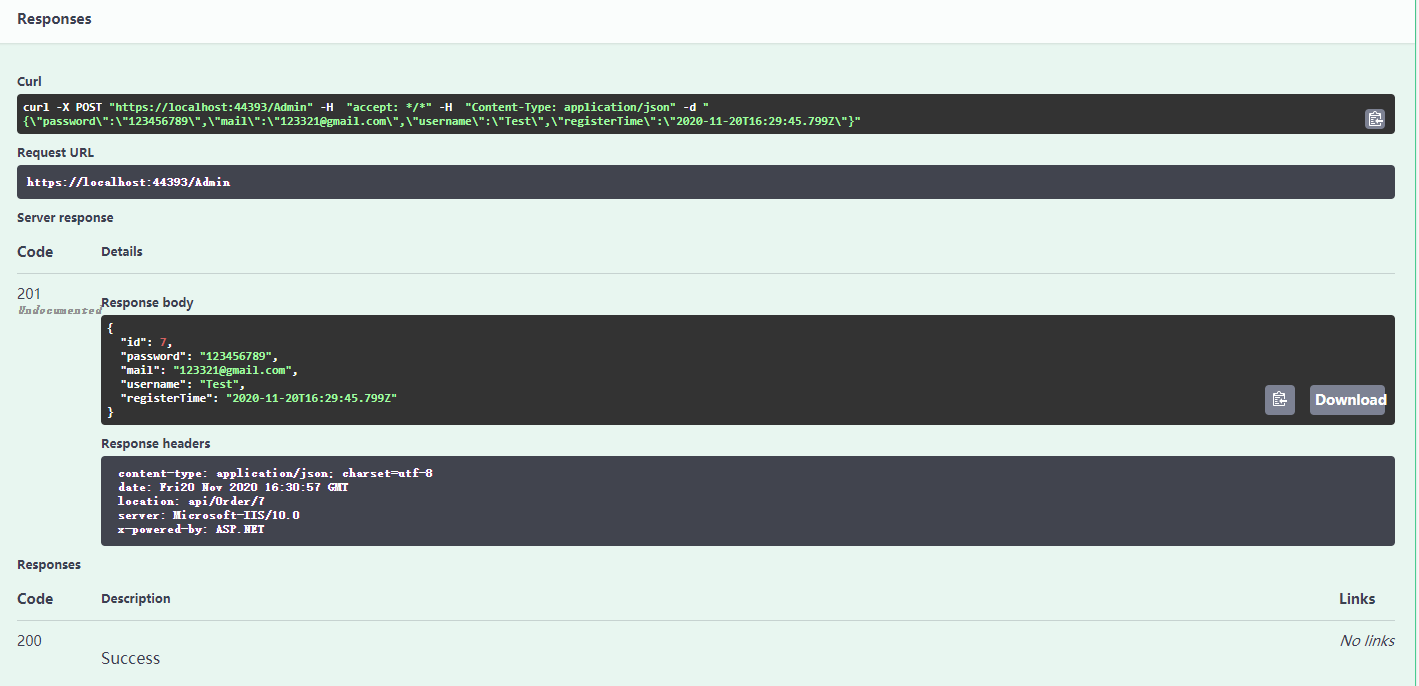 Responses
Curl
curl -X POST "https://localhost:44393/Admin" -H  "accept: */*" -H  "Content-Type: application/json" -d "
{\"password\":\"123456789\",\"mail\":\"123321@gmail.com\",\"username\":\"Test\",\"registerTime\":\"2020-11-20T16:29:45.799Z\"}"
Request URL
https://localhost:44393/Admin
Server response
Code Details
201
Undocumented
Response body
{
  "id": 7,
  "password": "123456789",
  "mail": "123321@gmail.com",
  "username": "Test",
  "registerTime": "2020-11-20T16:29:45.799Z"
}
Download
Response headers
content-type: application/json; charset=utf-8
date: Fri20 Nov 2020 16:30:57 GMT
location: api/Order/7
server: Microsoft-IIS/10.0
x-powered-by: ASP.NET
Responses
Code Description Links
200 No links
Success